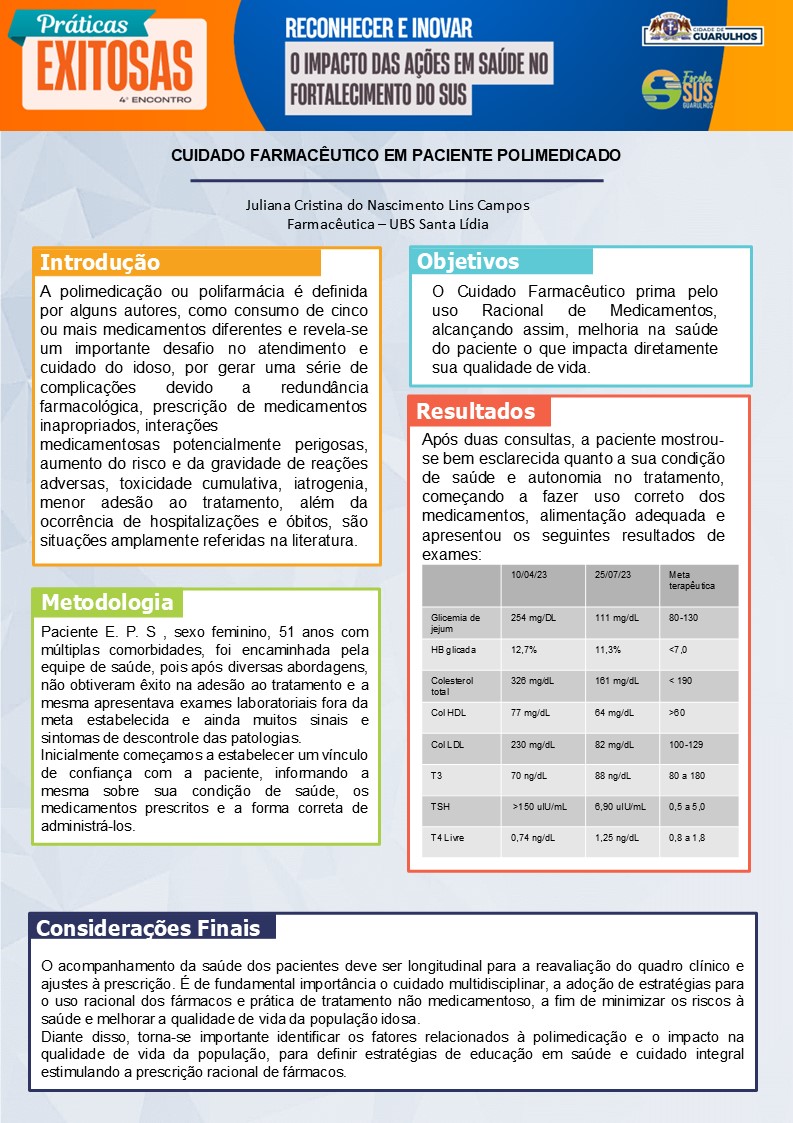 Práticas
EXITOSAS
4º ENCONTRO
RECONHECER E INOVAR
O IMPACTO DAS AÇÕES EM SAÚDE NO
FORTALECIMENTO DO SUS
CIDADE DE
GUARULHOS
Escola
SUS
GUARULHOS
CUIDADO FARMACÊUTICO EM PACIENTE POLIMEDICADO
Juliana Cristina do Nascimento Lins Campos
Farmacêutica – UBS Santa Lídia
Introdução
A polimedicação ou polifarmácia é definida
por alguns autores, como consumo de cinco
ou mais medicamentos diferentes e revela-se
um importante desafio no atendimento e
cuidado do idoso, por gerar uma série de
complicações devido a redundância
farmacológica, prescrição de medicamentos
inapropriados, interações
medicamentosas potencialmente perigosas,
aumento do risco e da gravidade de reações
adversas, toxicidade cumulativa, iatrogenia,
menor adesão ao tratamento, além da
ocorrência de hospitalizações e óbitos, são
situações amplamente referidas na literatura.
Metodologia
Paciente E. P. S , sexo feminino, 51 anos com
múltiplas comorbidades, foi encaminhada pela
equipe de saúde, pois após diversas abordagens,
não obtiveram êxito na adesão ao tratamento e a
mesma apresentava exames laboratoriais fora da
meta estabelecida e ainda muitos sinais e
sintomas de descontrole das patologias.
Inicialmente começamos a estabelecer um vínculo
de confiança com a paciente, informando a
mesma sobre sua condição de saúde, os
medicamentos prescritos e a forma correta de
administrá-los.
Objetivos
O Cuidado Farmacêutico prima pelo
uso Racional de Medicamentos,
alcançando assim, melhoria na saúde
do paciente o que impacta diretamente
sua qualidade de vida.
Resultados
Após duas consultas, a paciente mostrou-
se bem esclarecida quanto a sua condição
de saúde e autonomia no tratamento,
começando a fazer uso correto dos
medicamentos, alimentação adequada e
apresentou os seguintes resultados de
exames:
10/04/23 25/07/23 Meta
terapêutica
Glicemia de 254 mg/DL 111 mg/dL 80-130
jejum
HB glicada 12,7% 11,3% <7,0
Colesterol 326 mg/dL 161 mg/dL < 190
total
Col HDL 77 mg/dL 64 mg/dL >60
Col LDL 230 mg/dL 82 mg/dL 100-129
T3 70 ng/dL 88 ng/dL 80 a 180
TSH >150 uIU/mL 6,90 uIU/mL 0,5 a 5,0
T4 Livre 0,74 ng/dL 1,25 ng/dL 0,8 a 1,8
Considerações Finais
O acompanhamento da saúde dos pacientes deve ser longitudinal para a reavaliação do quadro clínico e
ajustes à prescrição. É de fundamental importância o cuidado multidisciplinar, a adoção de estratégias para
o uso racional dos fármacos e prática de tratamento não medicamentoso, a fim de minimizar os riscos à
saúde e melhorar a qualidade de vida da população idosa.
Diante disso, torna-se importante identificar os fatores relacionados à polimedicação e o impacto na
qualidade de vida da população, para definir estratégias de educação em saúde e cuidado integral
estimulando a prescrição racional de fármacos.